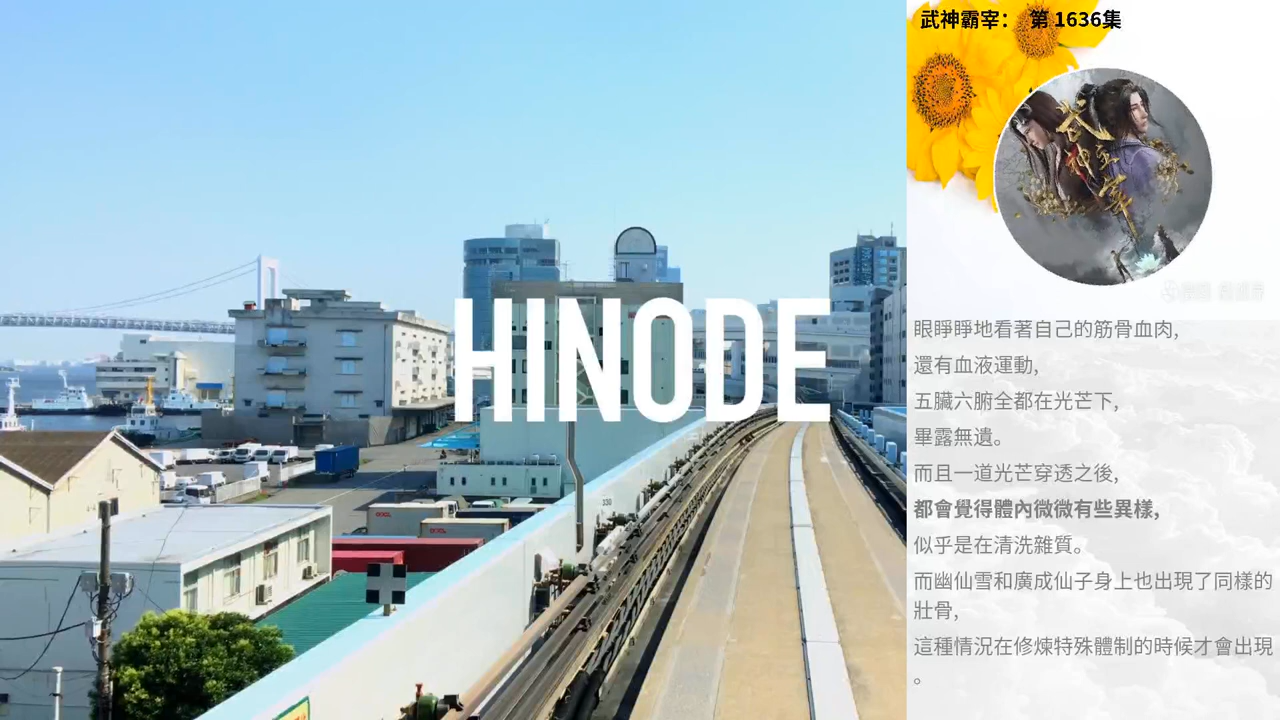 武神霸宰： 第 1636集
武神主宰
HINODE
330
眼睜睜地看著自己的筋骨血肉,
還有血液運動,
五臟六腑全都在光芒下,
畢露無遺。
而且一道光芒穿透之後,
都會覺得體內微微有些異樣,
似乎是在清洗雜質。
而幽仙雪和廣成仙子身上也出現了同樣的
壯骨,
這種情況在修煉特殊體制的時候才會出現
。